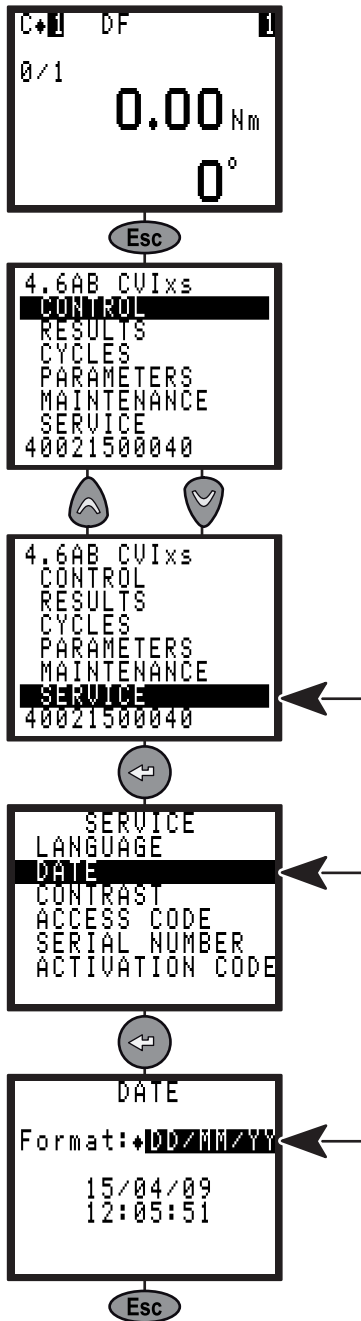 C♦1 DF 1
0/1
0.00 Nm
0°
Esc
4.6AB CVIxs
CONTROL
RESULTS
CYCLES
PARAMETERS
MAINTENANCE
SERVICE
40021500040
4.6AB CVIxs
CONTROL
RESULTS
CYCLES
PARAMETERS
MAINTENANCE
SERVICE
40021500040
SERVICE
LANGUAGE
DATE
CONTRAST
ACCESS CODE
SERIAL NUMBER
ACTIVATION CODE
DATE
Format:♦DD/MM/YY
15/04/09
12:05:51
Esc